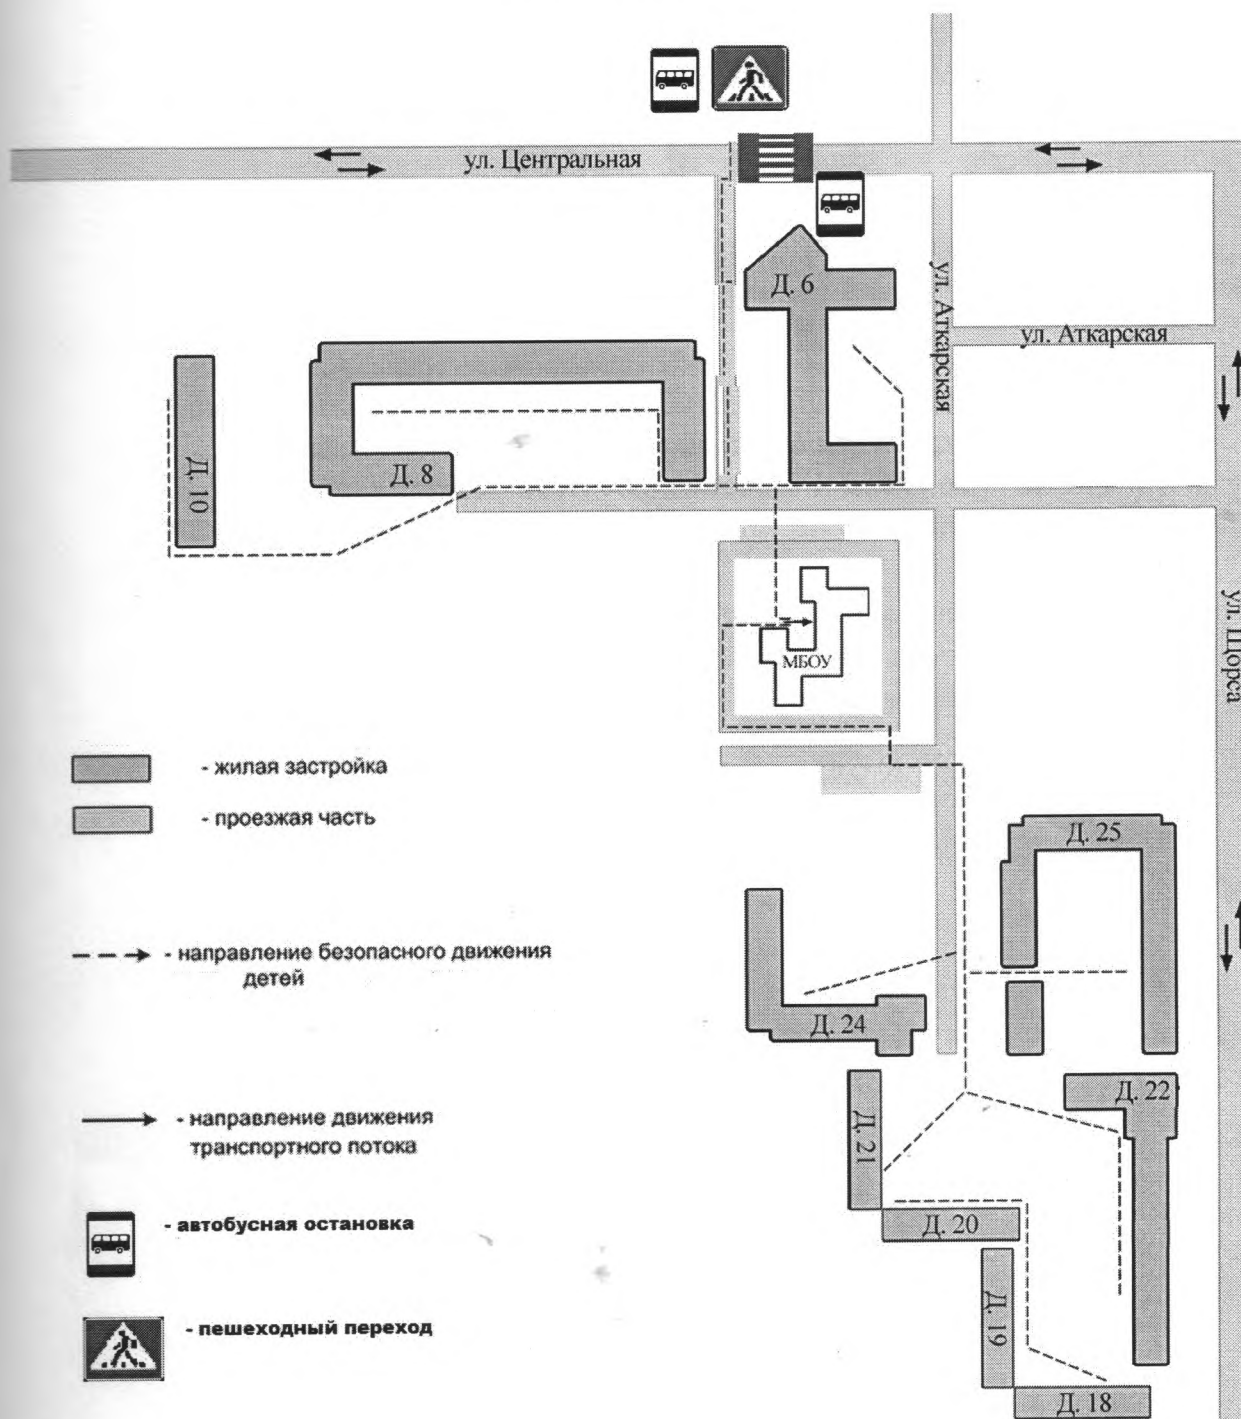 ул. Центральная
Д. 6
ул. Аткарская
ул. Аткарская
Д. 10
Д. 8
ул. Щорса
МБОУ
- жилая застройка
- проезжая часть
Д. 25
- направление безопасного движения
детей
Д. 24
Д. 22
- направление движения
транспортного потока
Д. 21
- автобусная остановка
Д. 20
Д. 19
- пешеходный переход
Д. 18